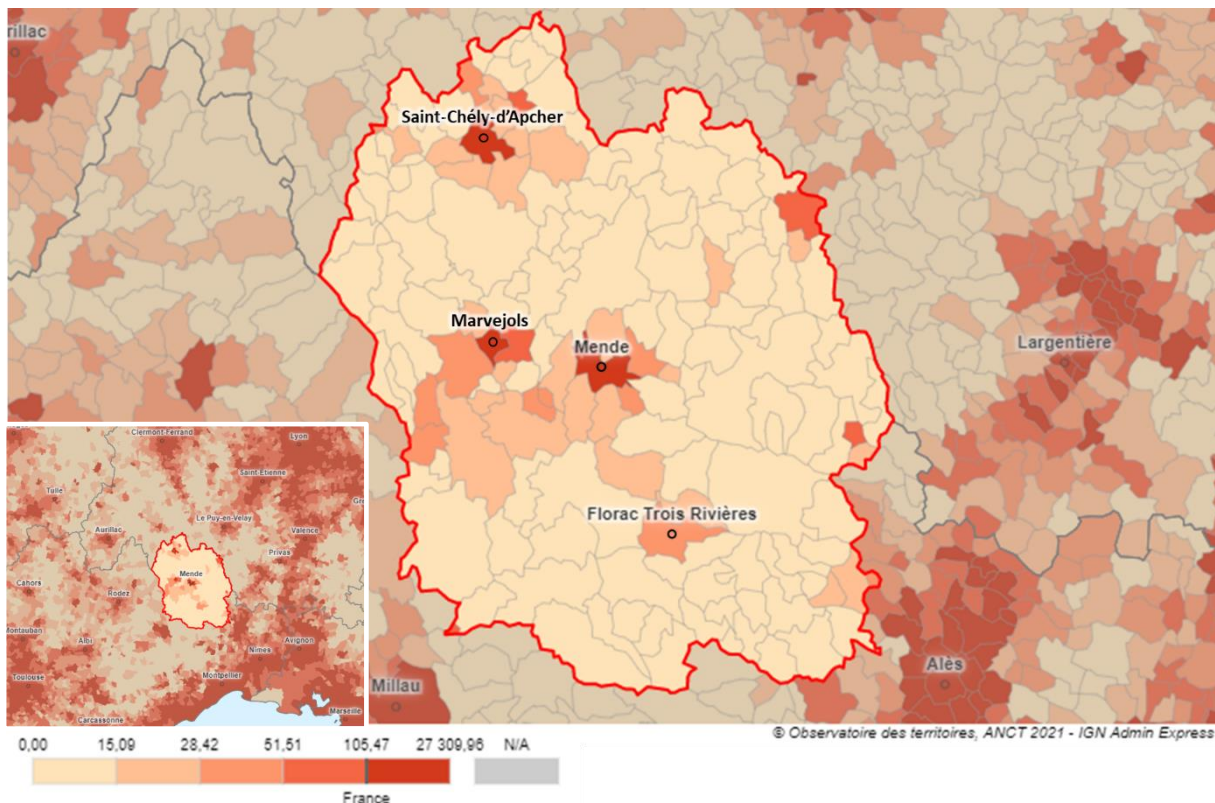 rillac
Saint-Chély-d'Apcher
Marvejols
Mende
Largentière
Florac Trois Rivières
Millau
Alès
Clermont-Ferrand
Lyon
Saint-Etienne
Tulle
Le Puy-en-Velay
Aurillac
Valence
Privas
Mende
Cahors
Rodez
Montauban
Albi
Avignon
Nîmes
Toulouse
Montpellier
Carcassonne
Marseille
© Observatoire des territoires, ANCT 2021 - IGN Admin Express
0,00 15,09 28,42 51,51 105,47 27 309,96 N/A
France